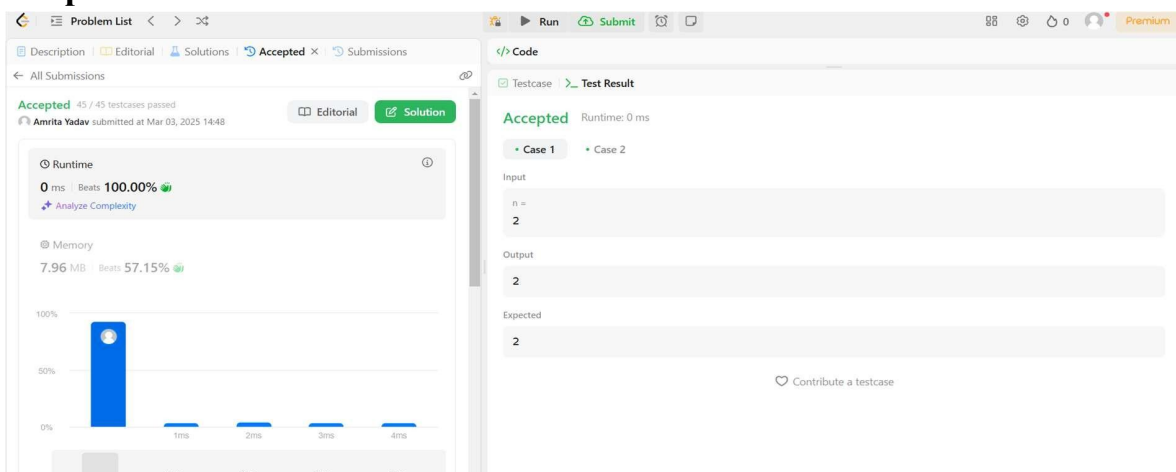 Problem List
Run
Submit
0
Premium
Description
Editorial
Solutions
Accepted
Submissions
All Submissions
Accepted 45 / 45 testcases passed
Amrita Yadav submitted at Mar 03, 2025 14:48
Editorial
Solution
Runtime
0 ms Beats 100.00%
Analyze Complexity
Memory
7.96 MB Beats 57.15%
100%
50%
0%
1ms 2ms 3ms 4ms
</> Code
Testcase
>_ Test Result
Accepted Runtime: 0 ms
• Case 1 • Case 2
Input
n =
2
Output
2
Expected
2
Contribute a testcase